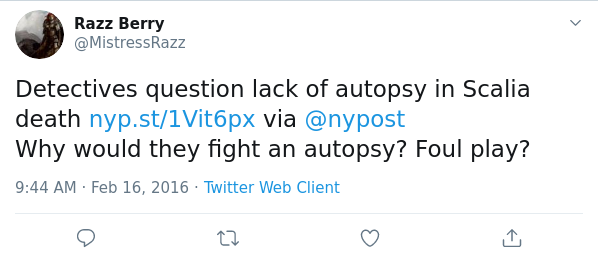 Razz Berry
@MistressRazz
Detectives question lack of autopsy in Scalia
death nyp.st/1Vit6px via @nypost
Why would they fight an autopsy? Foul play?
9:44 AM · Feb 16, 2016 · Twitter Web Client